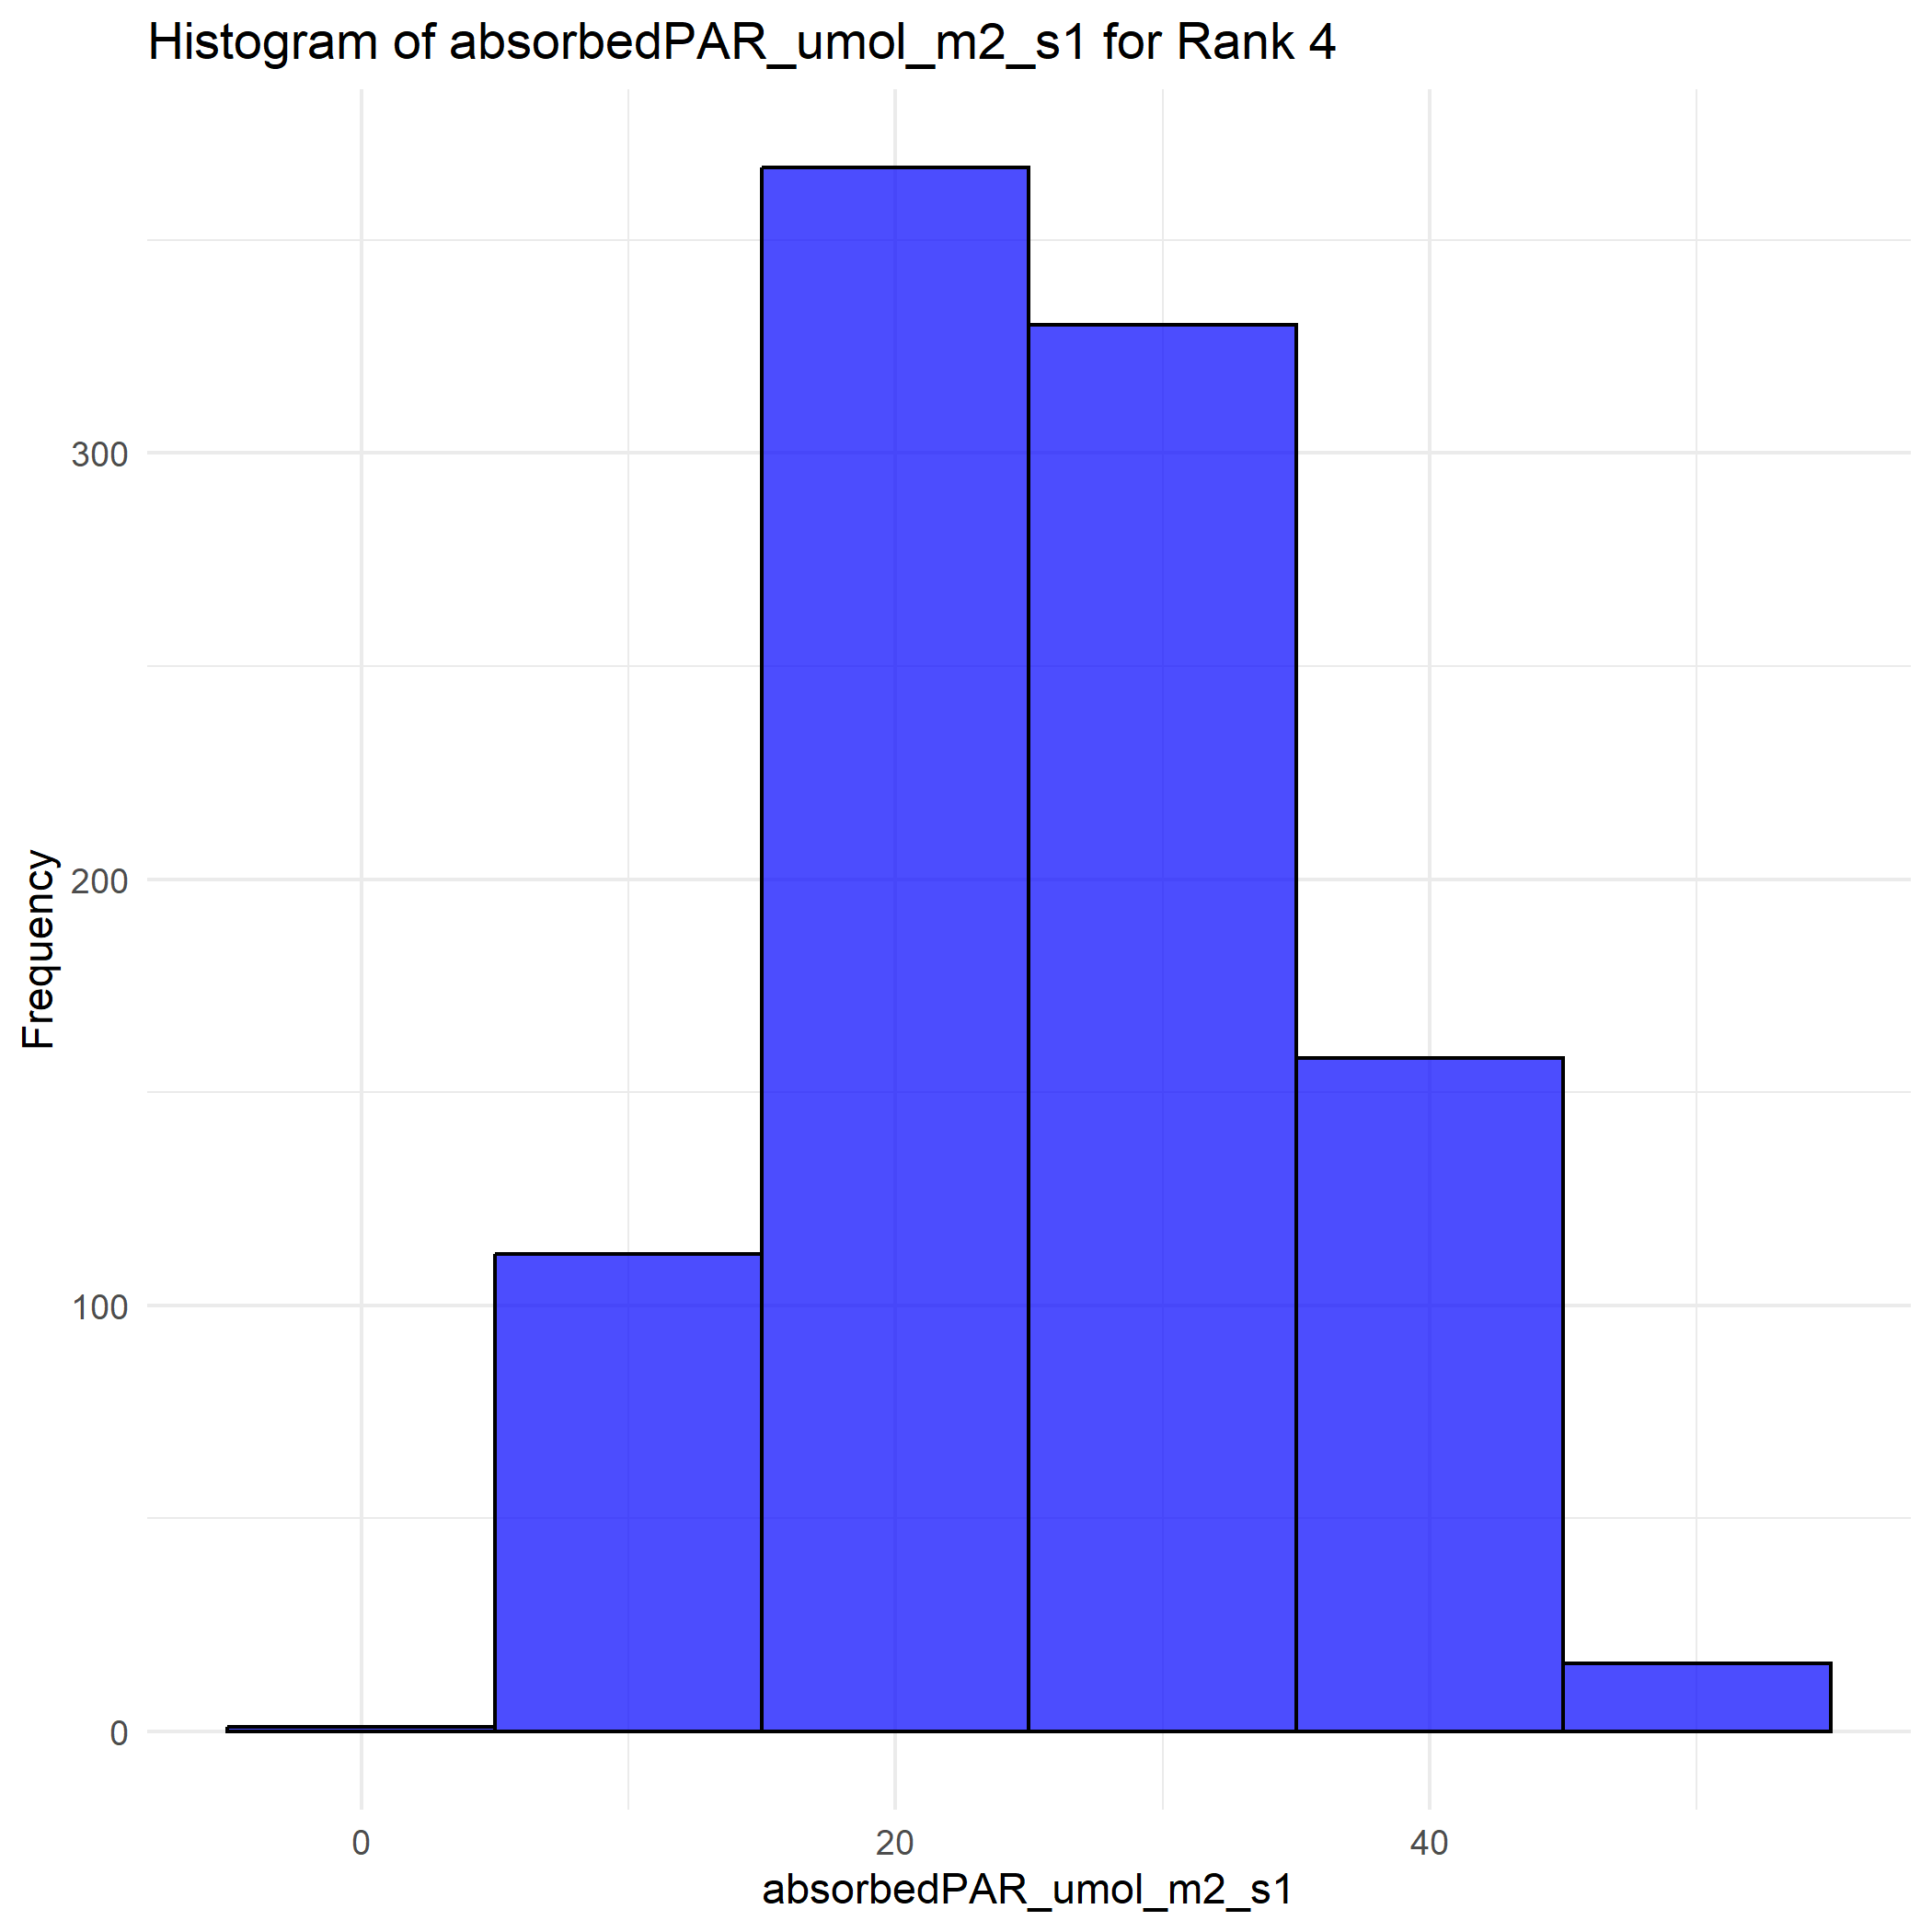 Histogram of absorbedPAR_umol_m2_s1 for Rank 4
Frequency
300
200
100
0
0
20
40
absorbedPAR_umol_m2_s1